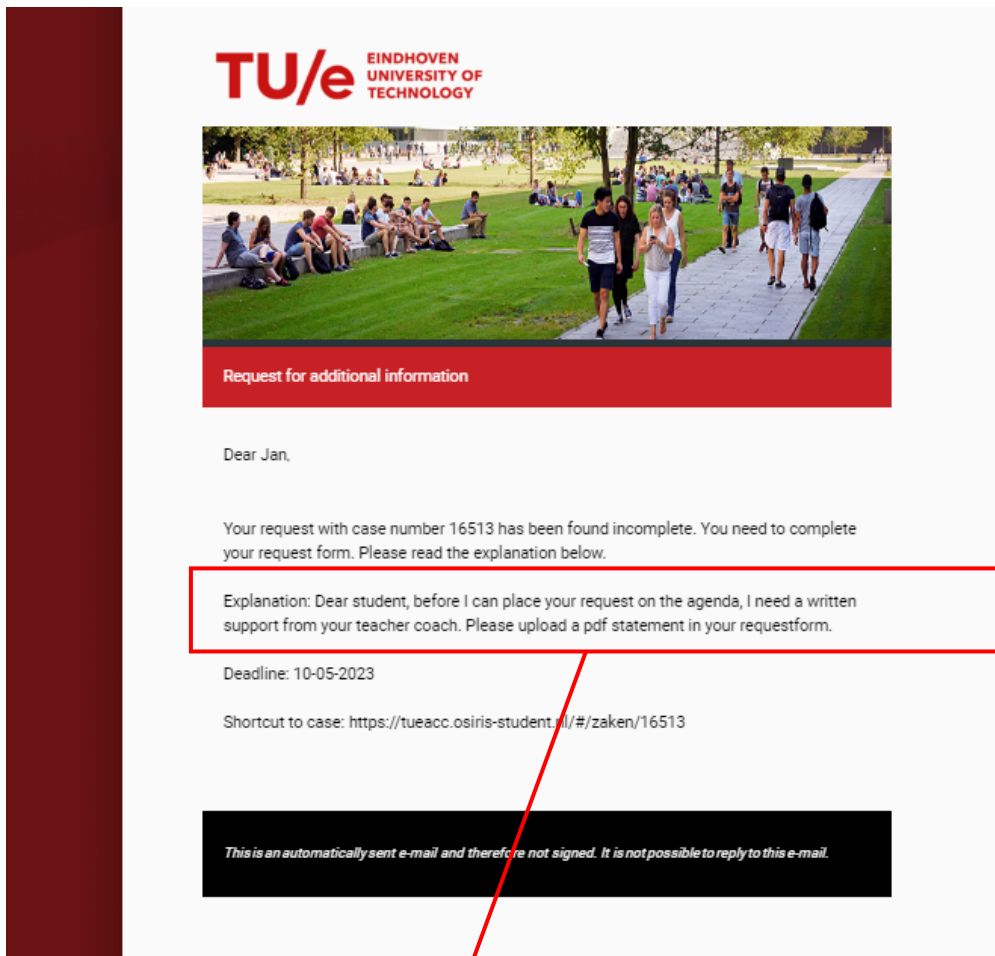 TU/e
EINDHOVEN
UNIVERSITY OF
TECHNOLOGY
Request for additional information
Dear Jan,
Your request with case number 16513 has been found incomplete. You need to complete
your request form. Please read the explanation below.
Explanation: Dear student, before I can place your request on the agenda, I need a written
support from your teacher coach. Please upload a pdf statement in your requestform.
Deadline: 10-05-2023
Shortcut to case: https://tueacc.osiris-student.nl/#/zaken/16513
This is an automatically sent e-mail and therefore not signed. It is not possible to reply to this e-mail.